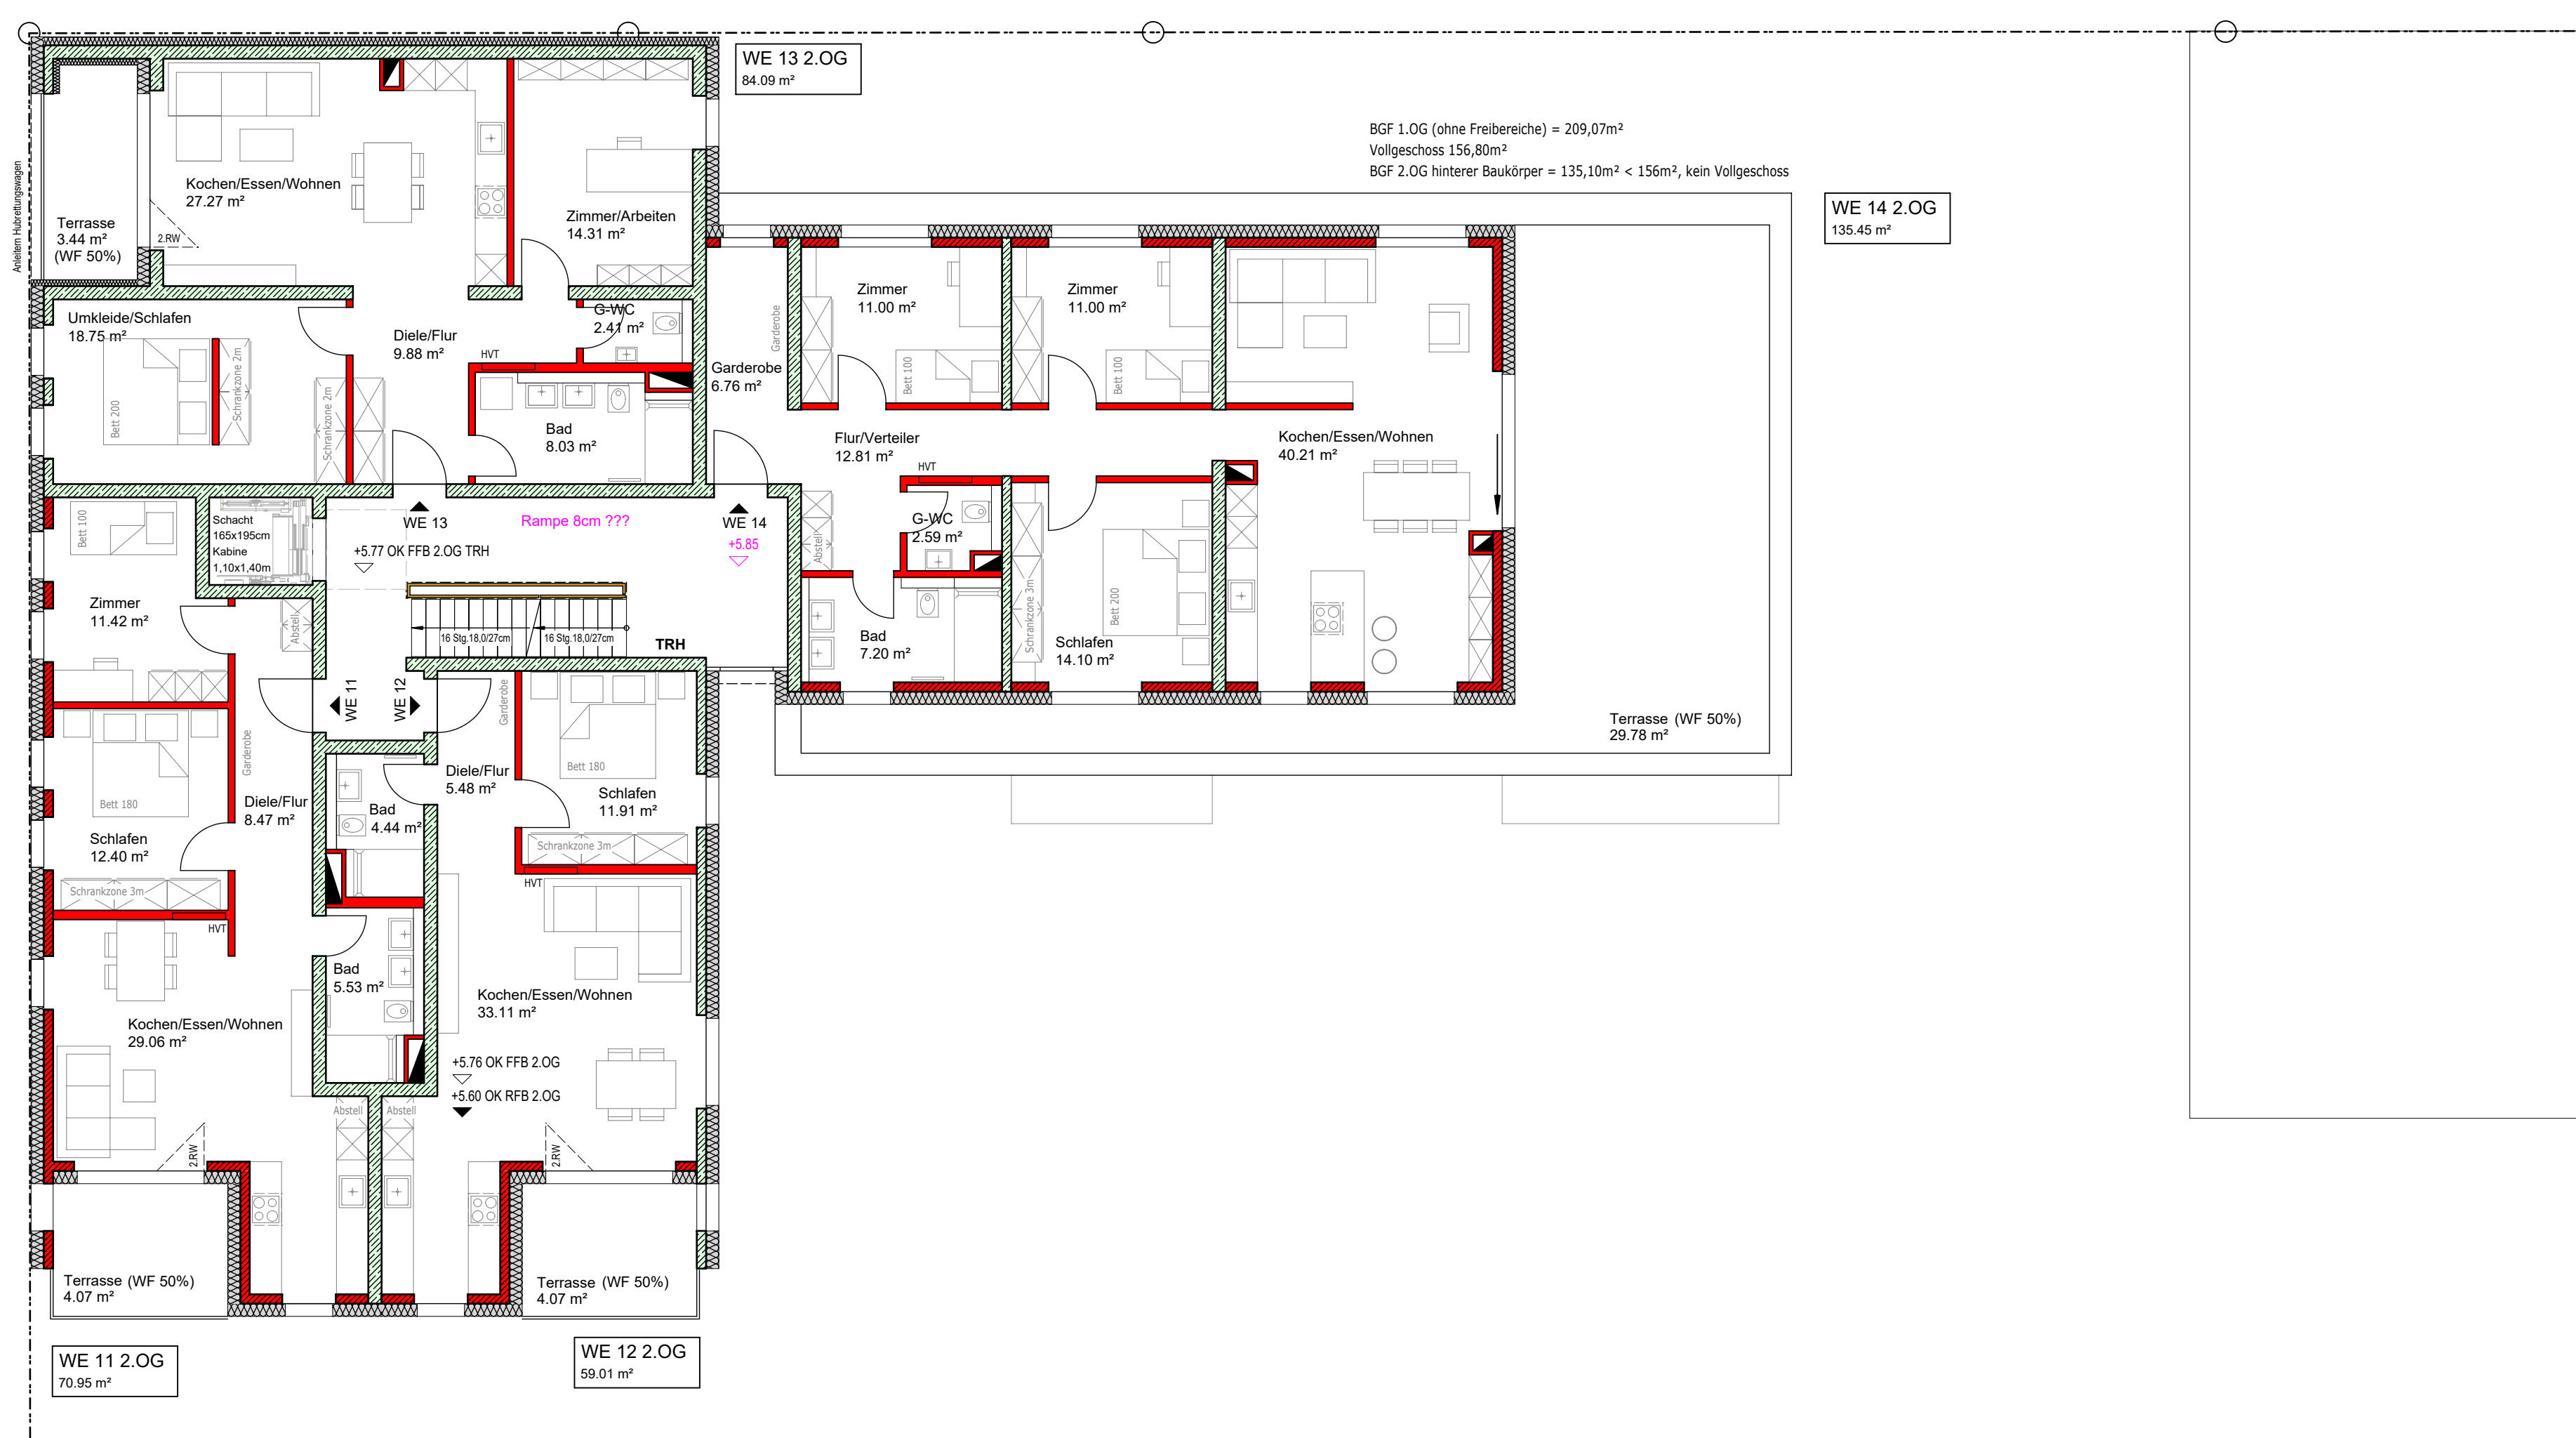 WE 13 2.OG
84.09 m²
BGF 1.OG (ohne Freibereiche) = 209,07m²
Vollgeschoss 156,80m²
BGF 2.OG hinterer Baukörper = 135,10m² < 156m², kein Vollgeschoss
WE 14 2.OG
135.45 m²
Anleitern Hubrettungswagen
Kochen/Essen/Wohnen
27.27 m²
Terrasse
3.44 m²
(WF 50%)
2.RW
Zimmer/Arbeiten
14.31 m²
Umkleide/Schlafen
18.75 m²
Bett 200
Schrankzone 2m
Schrankzone 2m
Diele/Flur
9.88 m²
HVT
G-WC
2.41 m²
Bad
8.03 m²
Garderobe
Garderobe
6.76 m²
Zimmer
11.00 m²
Bett 100
Zimmer
11.00 m²
Bett 100
Flur/Verteiler
12.81 m²
HVT
Kochen/Essen/Wohnen
40.21 m²
Bett 100
Schacht
165x195cm
Kabine
1,10x1,40m
WE 13
Rampe 8cm ???
WE 14
+5.77 OK FFB 2.OG TRH
+5.85
Abstell
G-WC
2.59 m²
Zimmer
11.42 m²
Abstell
16 Stg.18,0/27cm
16 Stg.18,0/27cm
TRH
Bad
7.20 m²
Schrankzone 3m
Bett 200
Schlafen
14.10 m²
WE 11
WE 12
Garderobe
Bett 180
Terrasse (WF 50%)
29.78 m²
Garderobe
Bett 180
Diele/Flur
8.47 m²
Schlafen
12.40 m²
Schrankzone 3m
HVT
Bad
4.44 m²
Diele/Flur
5.48 m²
Schlafen
11.91 m²
Schrankzone 3m
HVT
Bad
5.53 m²
Kochen/Essen/Wohnen
29.06 m²
Kochen/Essen/Wohnen
33.11 m²
+5.76 OK FFB 2.OG
+5.60 OK RFB 2.OG
Abstell
Abstell
2.RW
2.RW
Terrasse (WF 50%)
4.07 m²
Terrasse (WF 50%)
4.07 m²
WE 11 2.OG
70.95 m²
WE 12 2.OG
59.01 m²